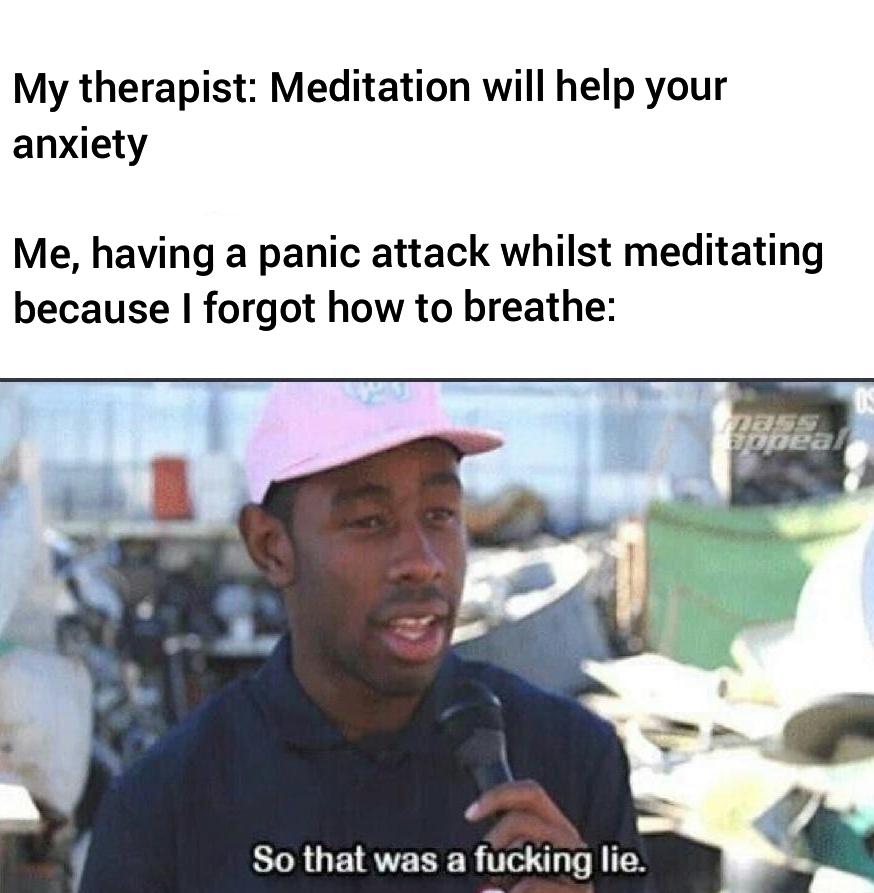 My therapist: Meditation will help your
anxiety
Me, having a panic attack whilst meditating
because I forgot how to breathe:
mass
appeal
So that was a fucking lie.